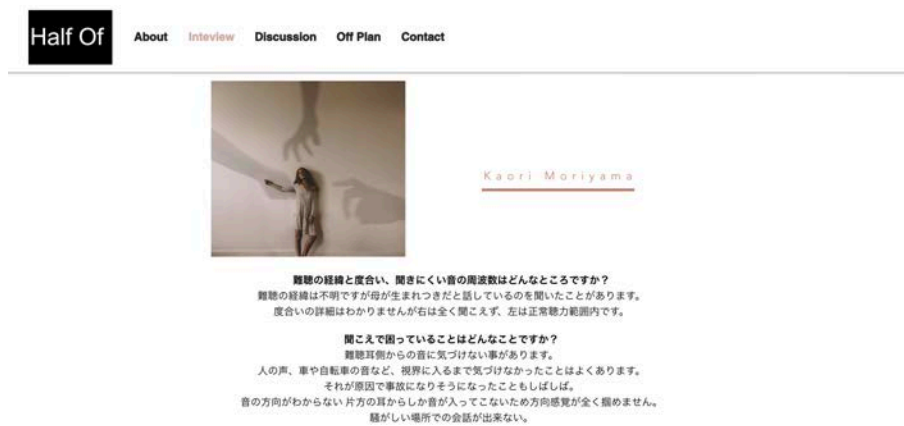 Half Of
About Inteview Discussion Off Plan Contact
Kaori Moriyama
難聴の経緯と度合い、聞きにくい音の周波数はどんなところですか？
難聴の経緯は不明ですが母が生まれつきだと話しているのを聞いたことがあります。
度合いの詳細はわかりませんが右は全く聞こえず、左は正常聴力範囲内です。
聞こえで困っていることはどんなことですか？
難聴耳側からの音に気づけない事があります。
人の声、車や自転車の音など、視界に入るまで気づけなかったことはよくあります。
それが原因で事故になりそうになったこともしばしば。
音の方向がわからない 片方の耳からしか音が入ってこないため方向感覚が全く掴めません。
騒がしい場所での会話が出来ない。